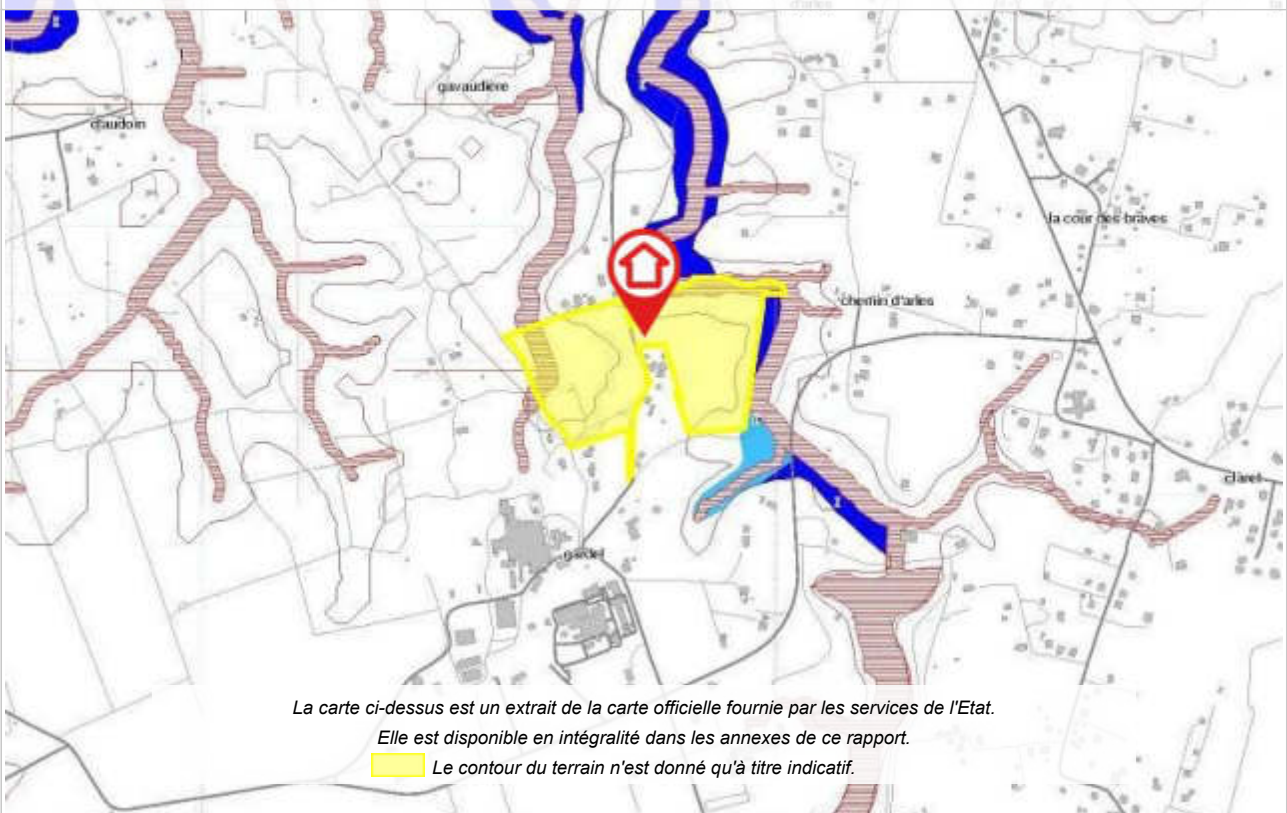 gavaudière
claudoin
la cour des braves
chemin d'arles
claret
gardel
La carte ci-dessus est un extrait de la carte officielle fournie par les services de l'Etat.
Elle est disponible en intégralité dans les annexes de ce rapport.
Le contour du terrain n'est donné qu'à titre indicatif.